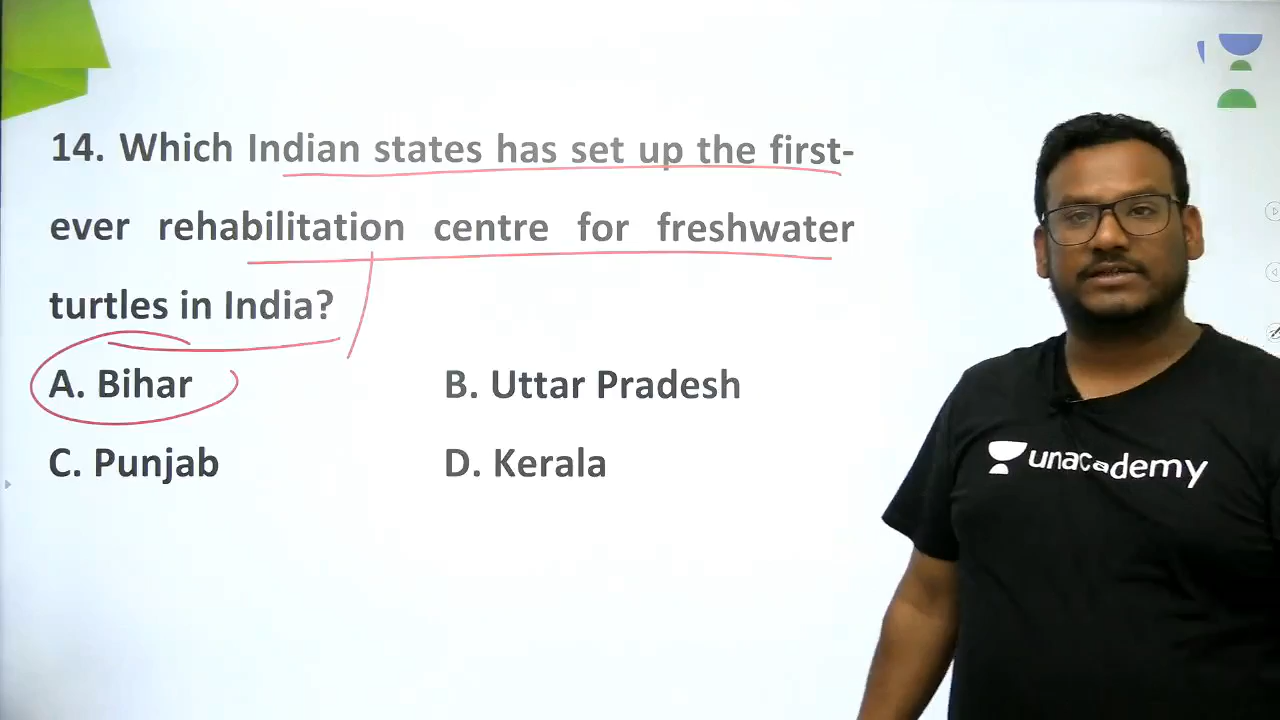 14. Which Indian states has set up the first-
ever rehabilitation centre for freshwater
turtles in India?
A. Bihar
B. Uttar Pradesh
C. Punjab
D. Kerala
unacademy